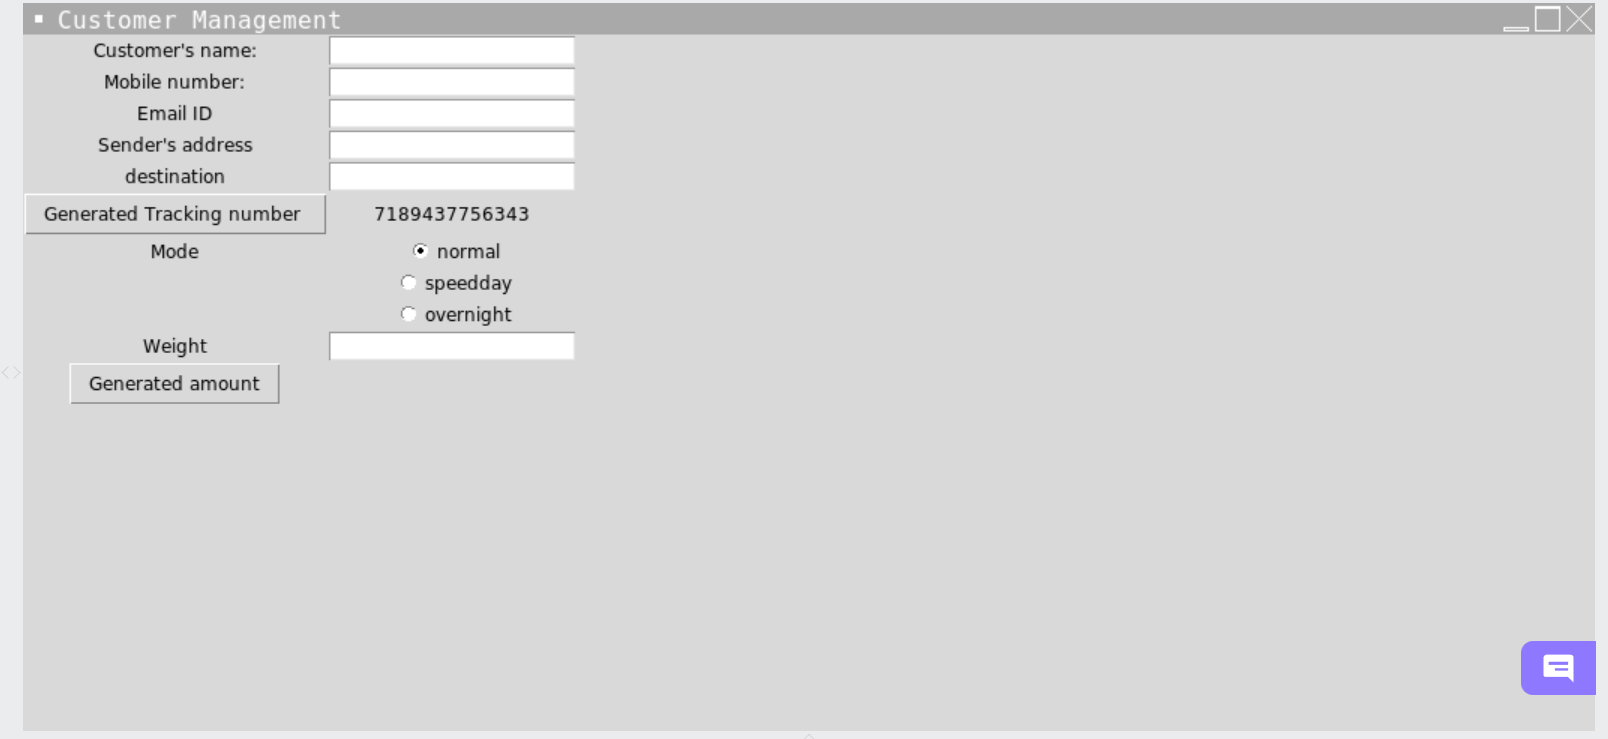 Customer Management
Customer's name:
Mobile number:
Email ID
Sender's address
destination
Generated Tracking number 7189437756343
Mode normal
speedday
overnight
Weight
Generated amount